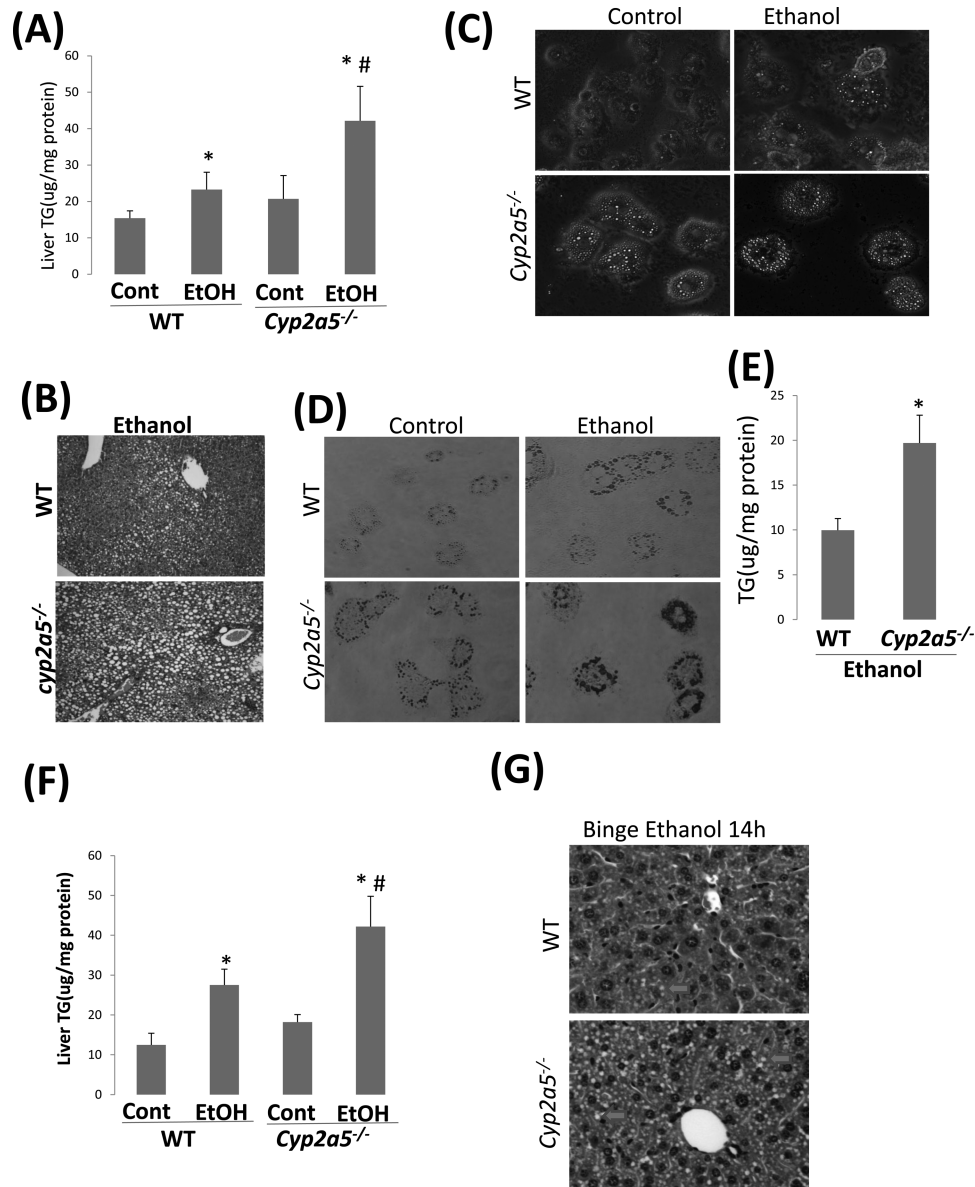 (A)
Liver TG(ug/mg protein)
60
50
40
30
20
10
0
*
* #
Cont EtOH Cont EtOH
WT Cyp2a5-/-
(C)
Control Ethanol
WT
Cyp2a5-/-
(B)
Ethanol
WT
cyp2a5-/-
(D)
Control Ethanol
WT
Cyp2a5-/-
(E)
TG(ug/mg protein)
25
20
15
10
5
0
*
WT Cyp2a5-/-
Ethanol
(F)
Liver TG(ug/mg protein)
60
50
40
30
20
10
0
*
* #
Cont EtOH Cont EtOH
WT Cyp2a5-/-
(G)
Binge Ethanol 14h
WT
Cyp2a5-/-